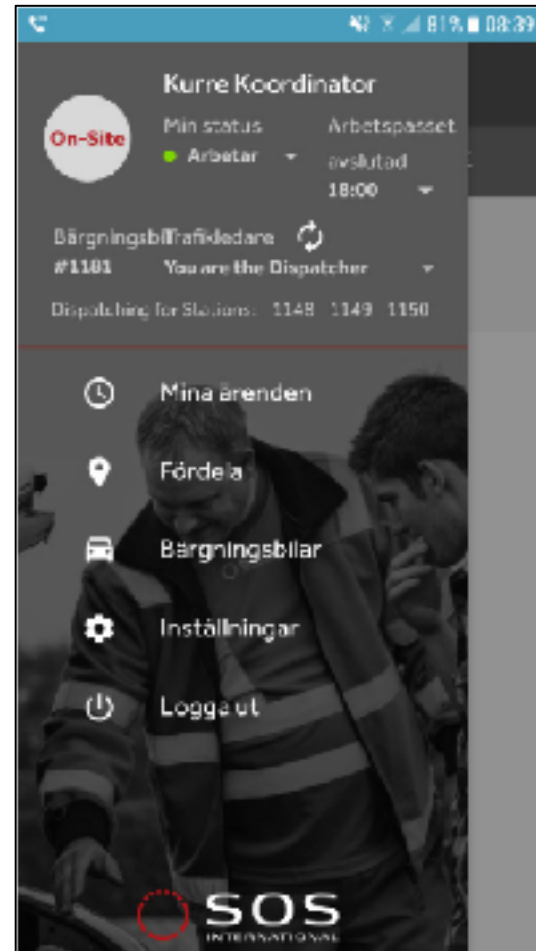 81% 08:39
Kurre Koordinator
On-Site
Min status Arbetspasset
Arbetar avslutad
18:00
Bärgningsbil Trafikledare
#1181 You are the Dispatcher
Dispatching for Stations: 1148 1149 1150
Mina ärenden
Fördela
Bärgningsbilar
Inställningar
Logga ut
SOS
INTERNATIONAL